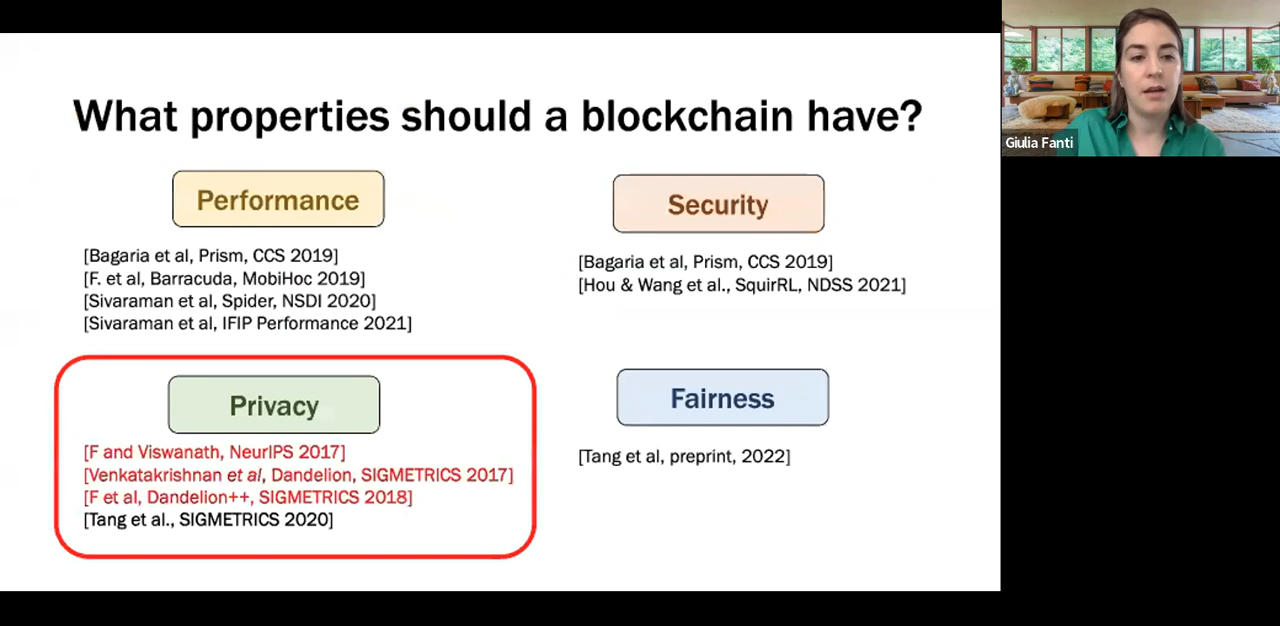 What properties should a blockchain have?
Performance
[Bagaria et al, Prism, CCS 2019]
[F. et al, Barracuda, MobiHoc 2019]
[Sivaraman et al, Spider, NSDI 2020]
[Sivaraman et al, IFIP Performance 2021]
Security
[Bagaria et al, Prism, CCS 2019]
[Hou & Wang et al., SquirRL, NDSS 2021]
Privacy
[F and Viswanath, NeurIPS 2017]
[Venkatakrishnan et al, Dandelion, SIGMETRICS 2017]
[F et al, Dandelion++, SIGMETRICS 2018]
[Tang et al., SIGMETRICS 2020]
Fairness
[Tang et al, preprint, 2022]
Giulia Fanti